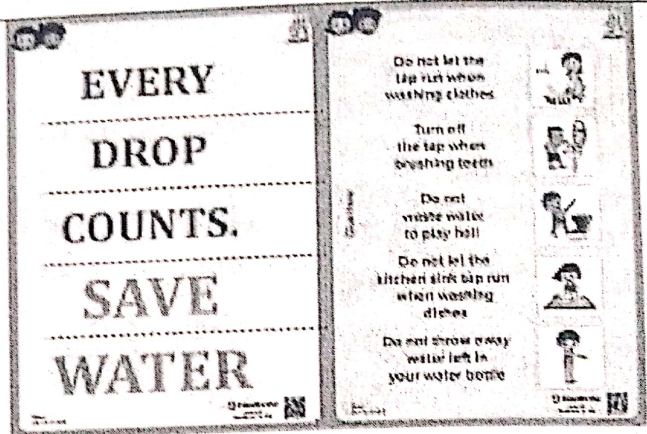 EVERY
DROP
COUNTS.
SAVE
WATER
Do not let the
tap run when
washing clothes
Turn off
the tap when
brushing teeth
Do not
waste water
to play holi
Do not let the
kitchen sink tap run
when washing
dishes
Do not throw away
water left in
your water bottle